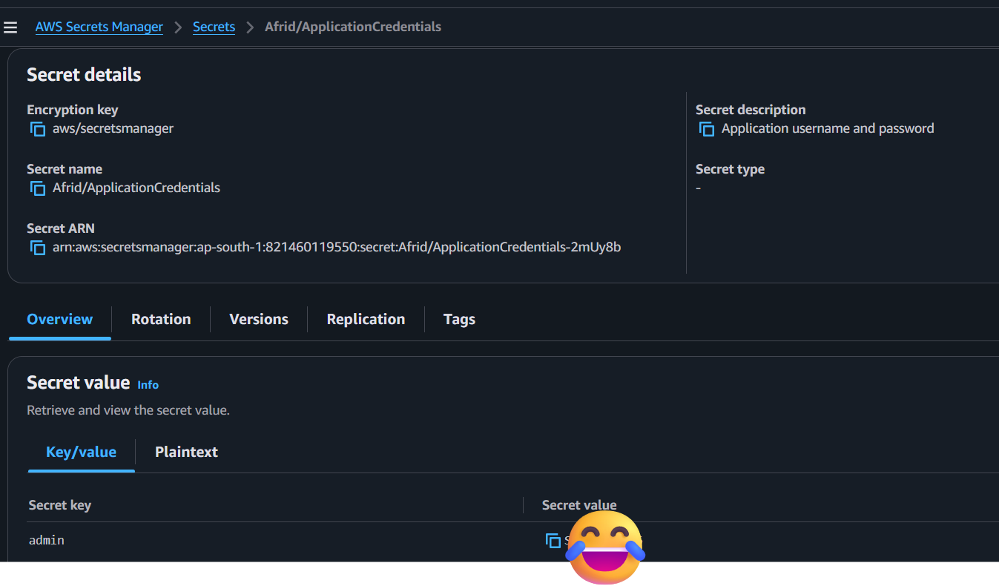 AWS Secrets Manager > Secrets > Afrid/ApplicationCredentials
Secret details
Encryption key
aws/secretsmanager
Secret name
Afrid/ApplicationCredentials
Secret ARN
arn:aws:secretsmanager:ap-south-1:821460119550:secret:Afrid/ApplicationCredentials-2mUy8b
Secret description
Application username and password
Secret type
-
Overview
Rotation
Versions
Replication
Tags
Secret value Info
Retrieve and view the secret value.
Key/value
Plaintext
Secret key
Secret value
admin